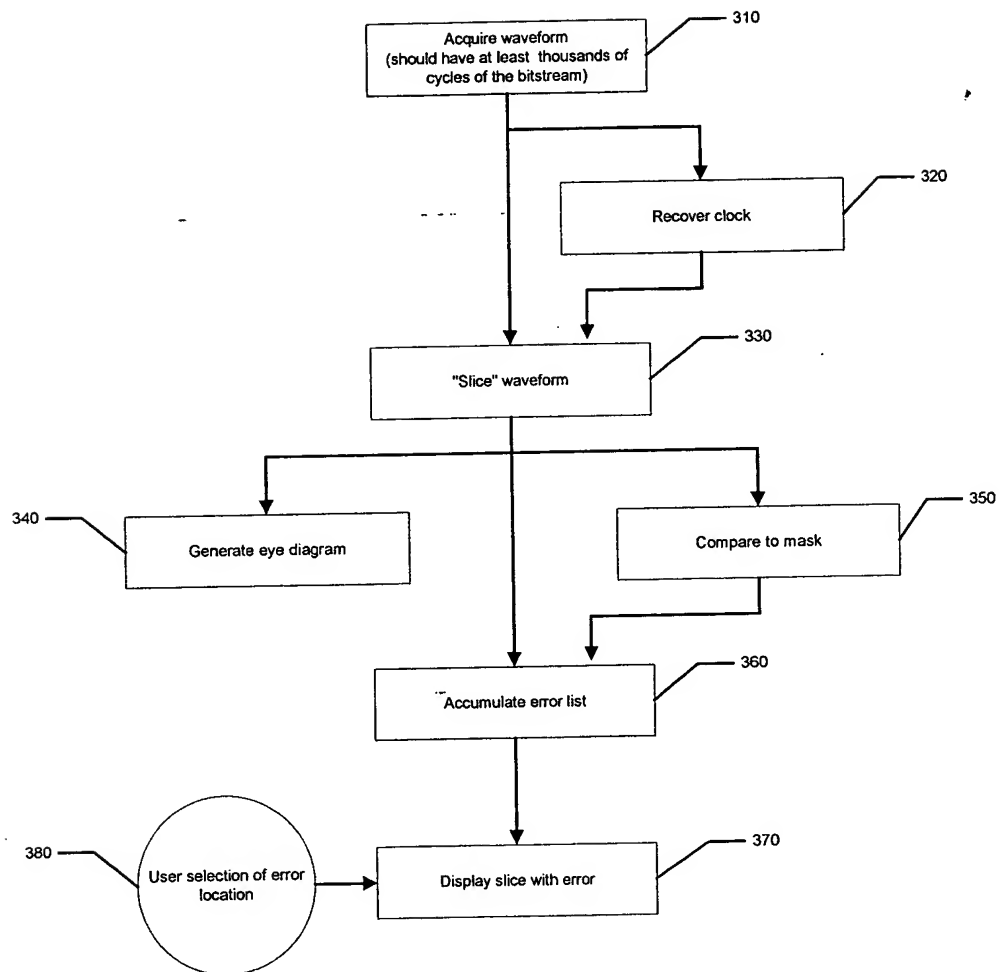 310
Acquire waveform
(should have at least thousands of
cycles of the bitstream)
320
Recover clock
330
"Slice" waveform
340
Generate eye diagram
350
Compare to mask
360
Accumulate error list
380
User selection of error
location
370
Display slice with error